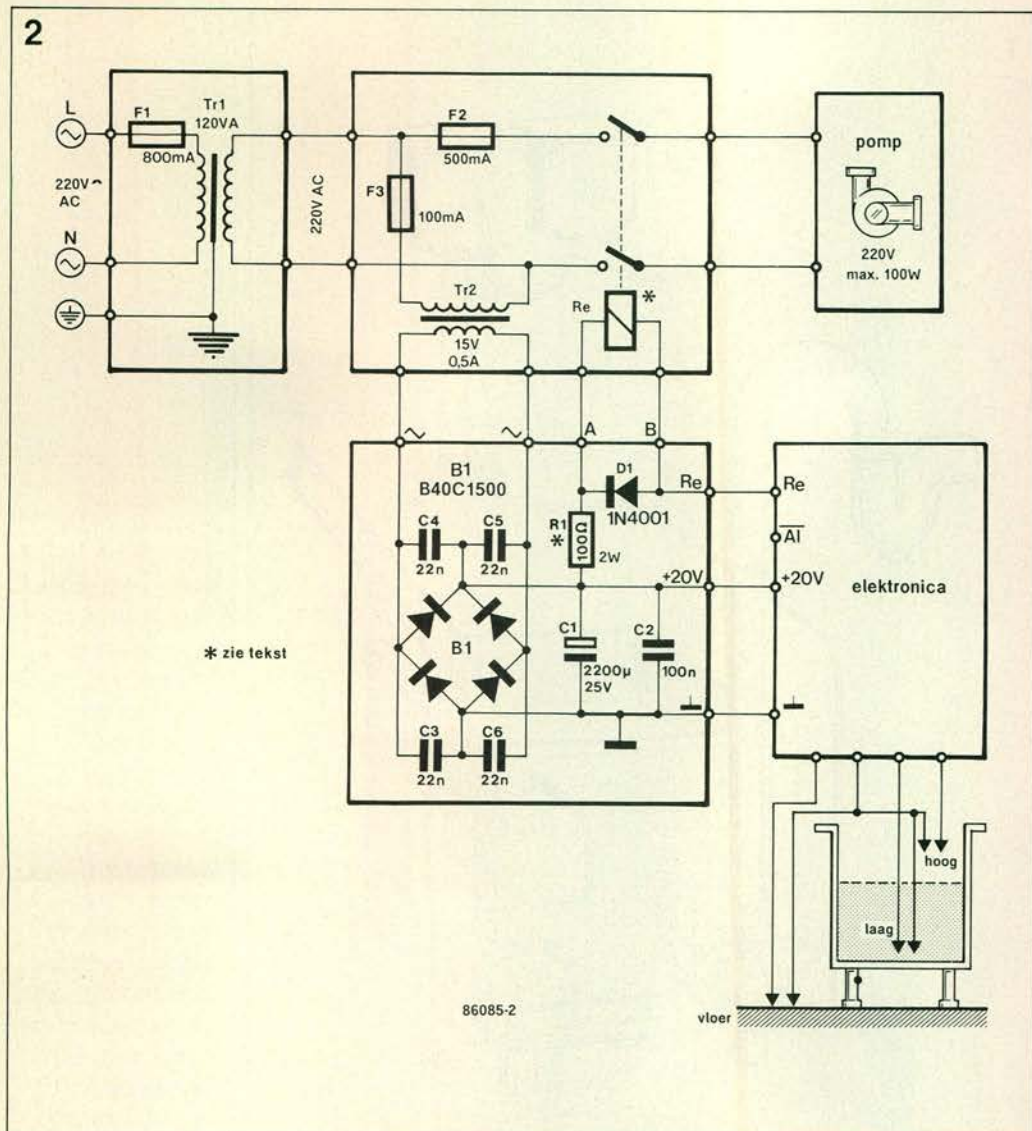 2
L
F1
800mA
Tr1
120VA
220V~
AC
N
220V AC
F2
500mA
F3
100mA
Tr2
15V
0,5A
Re
*
pomp
220V
max. 100W
~
~
A
B
B1
B40C1500
D1
1N4001
Re
C4
22n
C5
22n
R1
*
100Ω
2W
+20V
B1
C1
2200µ
25V
C2
100n
C3
22n
C6
22n
* zie tekst
Re
AI
+20V
elektronica
hoog
laag
vloer
86085-2